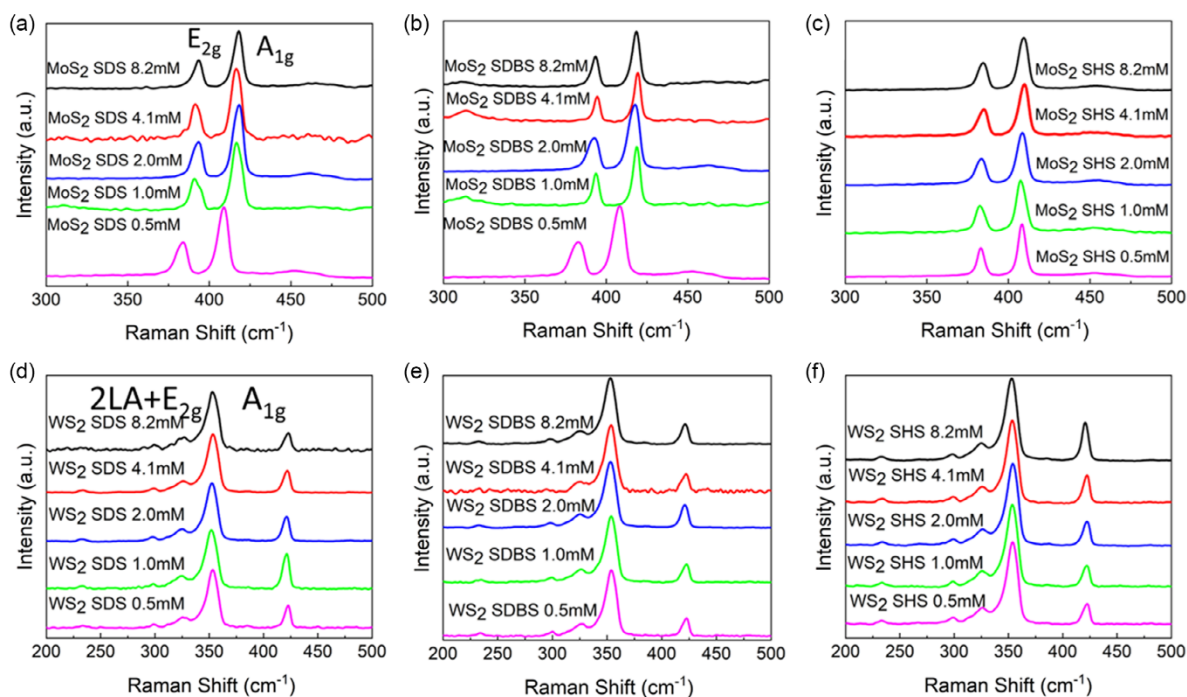 (a)
E2g
A1g
MoS2 SDS 8.2mM
MoS2 SDS 4.1mM
MoS2 SDS 2.0mM
MoS2 SDS 1.0mM
MoS2 SDS 0.5mM
Intensity (a.u.)
300 350 400 450 500
Raman Shift (cm-1)
(b)
MoS2 SDBS 8.2mM
MoS2 SDBS 4.1mM
MoS2 SDBS 2.0mM
MoS2 SDBS 1.0mM
MoS2 SDBS 0.5mM
Intensity (a.u.)
300 350 400 450 500
Raman Shift (cm-1)
(c)
MoS2 SHS 8.2mM
MoS2 SHS 4.1mM
MoS2 SHS 2.0mM
MoS2 SHS 1.0mM
MoS2 SHS 0.5mM
Intensity (a.u.)
300 350 400 450 500
Raman Shift (cm-1)
(d)
2LA+E2g
A1g
WS2 SDS 8.2mM
WS2 SDS 4.1mM
WS2 SDS 2.0mM
WS2 SDS 1.0mM
WS2 SDS 0.5mM
Intensity (a.u.)
200 250 300 350 400 450 500
Raman Shift (cm-1)
(e)
WS2 SDBS 8.2mM
WS2 SDBS 4.1mM
WS2 SDBS 2.0mM
WS2 SDBS 1.0mM
WS2 SDBS 0.5mM
Intensity (a.u.)
200 250 300 350 400 450 500
Raman Shift (cm-1)
(f)
WS2 SHS 8.2mM
WS2 SHS 4.1mM
WS2 SHS 2.0mM
WS2 SHS 1.0mM
WS2 SHS 0.5mM
Intensity (a.u.)
200 250 300 350 400 450 500
Raman Shift (cm-1)